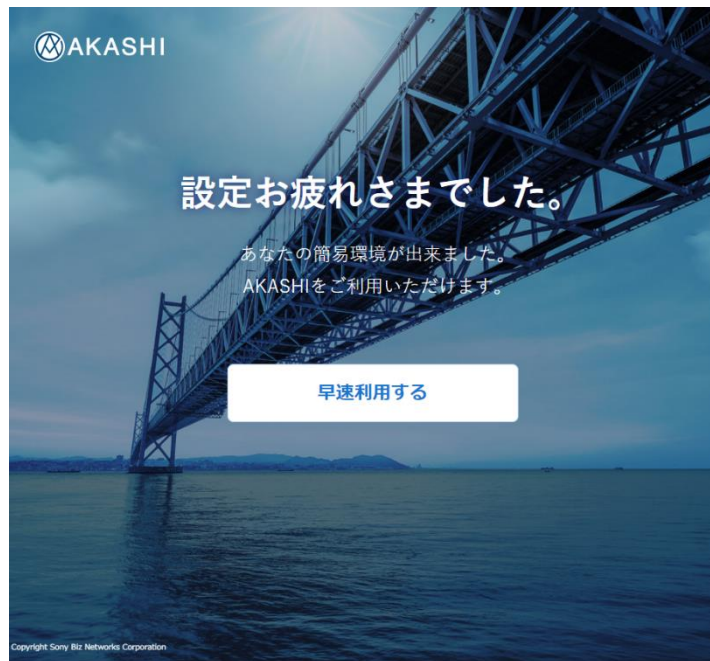 AKASHI
設定お疲れさまでした。
あなたの簡易環境が出来ました。
AKASHIをご利用いただけます。
早速利用する
Copyright Sony Biz Networks Corporation